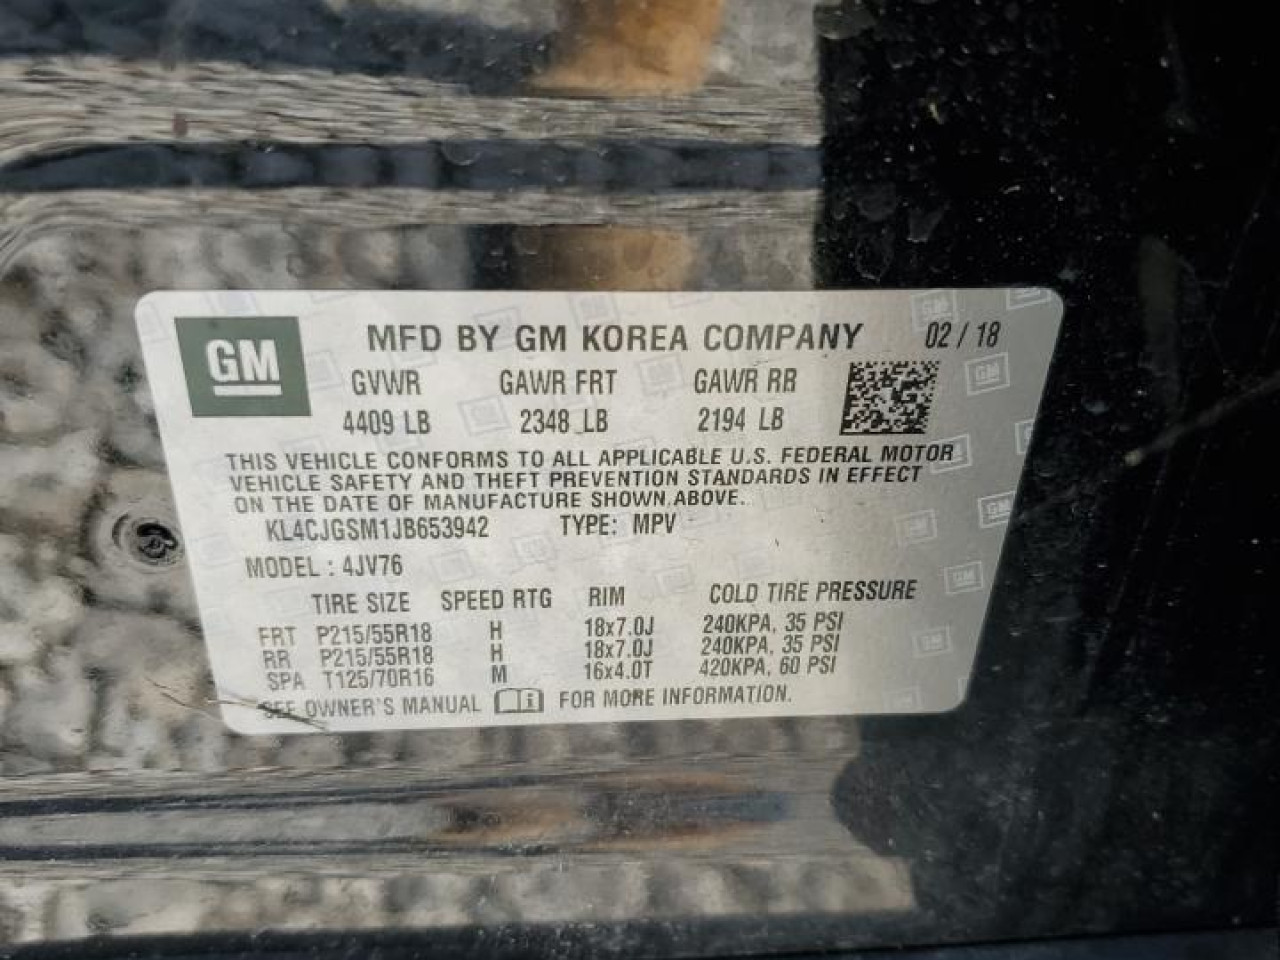 GM
MFD BY GM KOREA COMPANY 02 / 18
GVWR GAWR FRT GAWR RR
4409 LB 2348 LB 2194 LB
THIS VEHICLE CONFORMS TO ALL APPLICABLE U.S. FEDERAL MOTOR
VEHICLE SAFETY AND THEFT PREVENTION STANDARDS IN EFFECT
ON THE DATE OF MANUFACTURE SHOWN ABOVE.
KL4CJGSM1JB653942 TYPE: MPV
MODEL : 4JV76
TIRE SIZE SPEED RTG RIM COLD TIRE PRESSURE
FRT P215/55R18 H 18x7.0J 240KPA, 35 PSI
RR P215/55R18 H 18x7.0J 240KPA, 35 PSI
SPA T125/70R16 M 16x4.0T 420KPA, 60 PSI
SEE OWNER'S MANUAL FOR MORE INFORMATION.